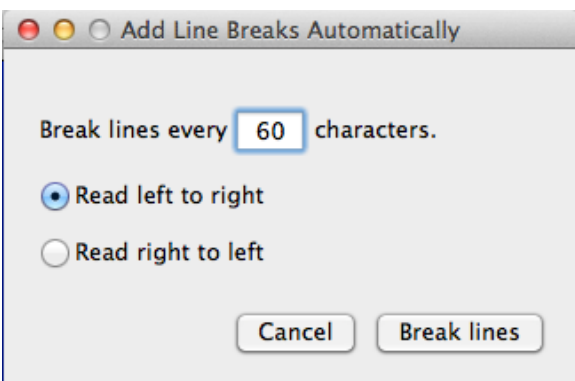 Add Line Breaks Automatically
Break lines every 60 characters.
Read left to right
Read right to left
Cancel Break lines